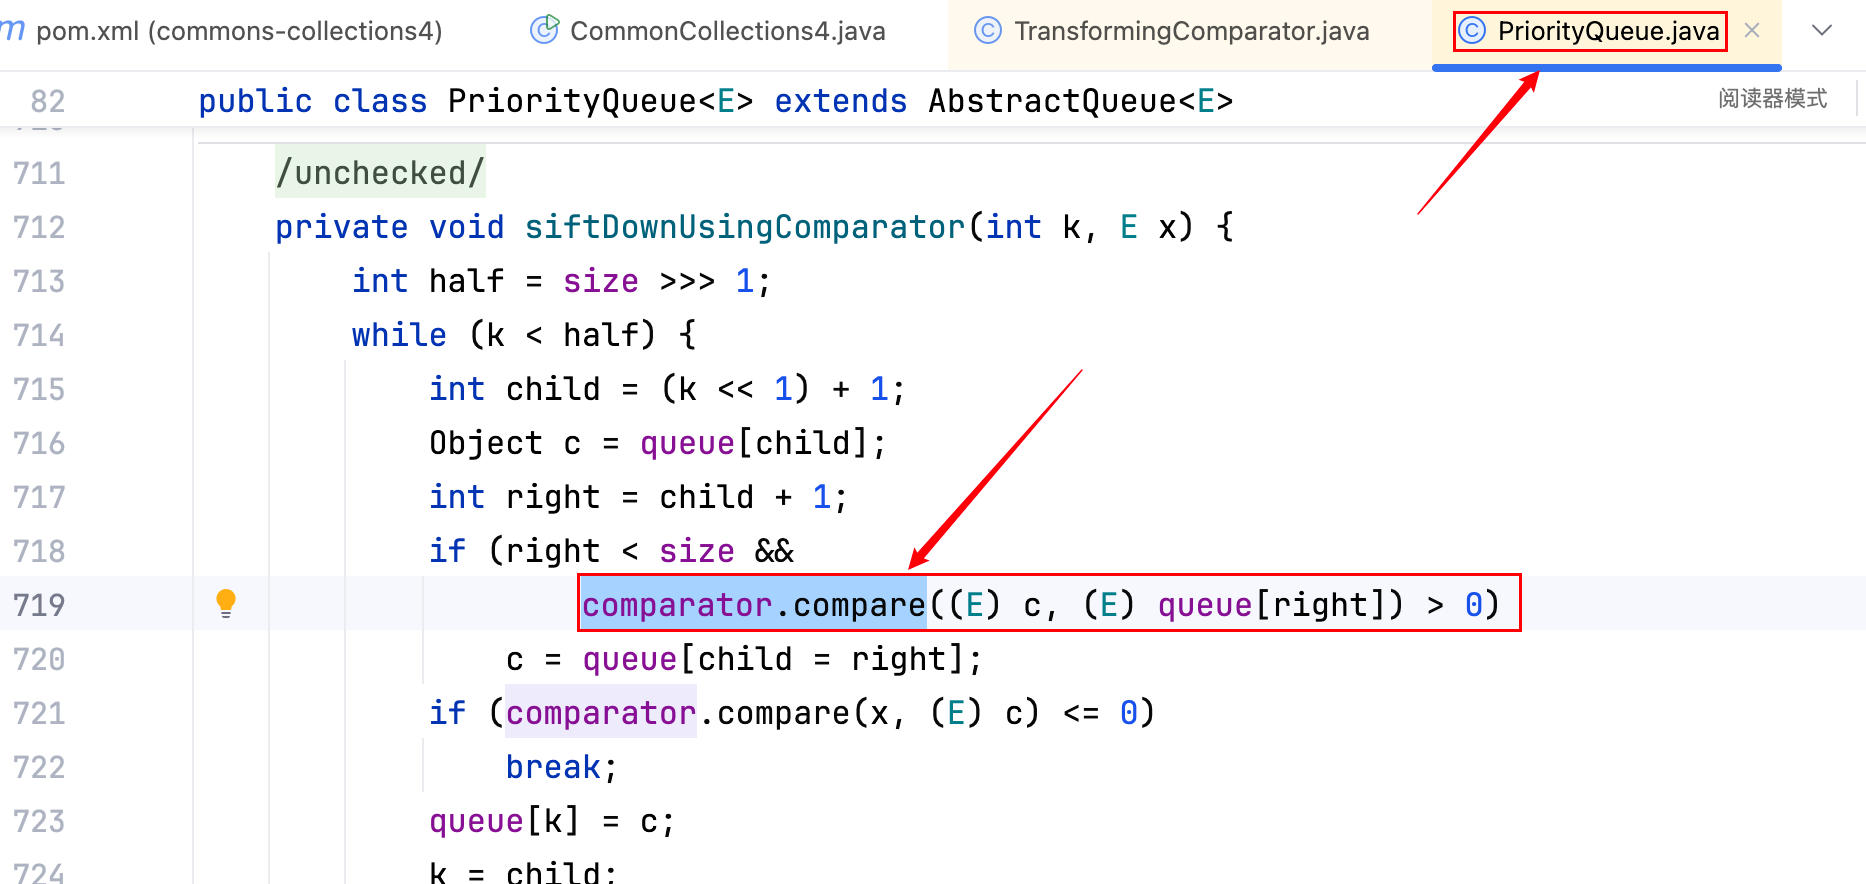 m pom.xml (commons-collections4) CommonCollections4.java TransformingComparator.java PriorityQueue.java
82 public class PriorityQueue<E> extends AbstractQueue<E> 阅读器模式
711 /unchecked/
712 private void siftDownUsingComparator(int k, E x) {
713 int half = size >>> 1;
714 while (k < half) {
715 int child = (k << 1) + 1;
716 Object c = queue[child];
717 int right = child + 1;
718 if (right < size &&
719 comparator.compare((E) c, (E) queue[right]) > 0)
720 c = queue[child = right];
721 if (comparator.compare(x, (E) c) <= 0)
722 break;
723 queue[k] = c;
724 k = child;